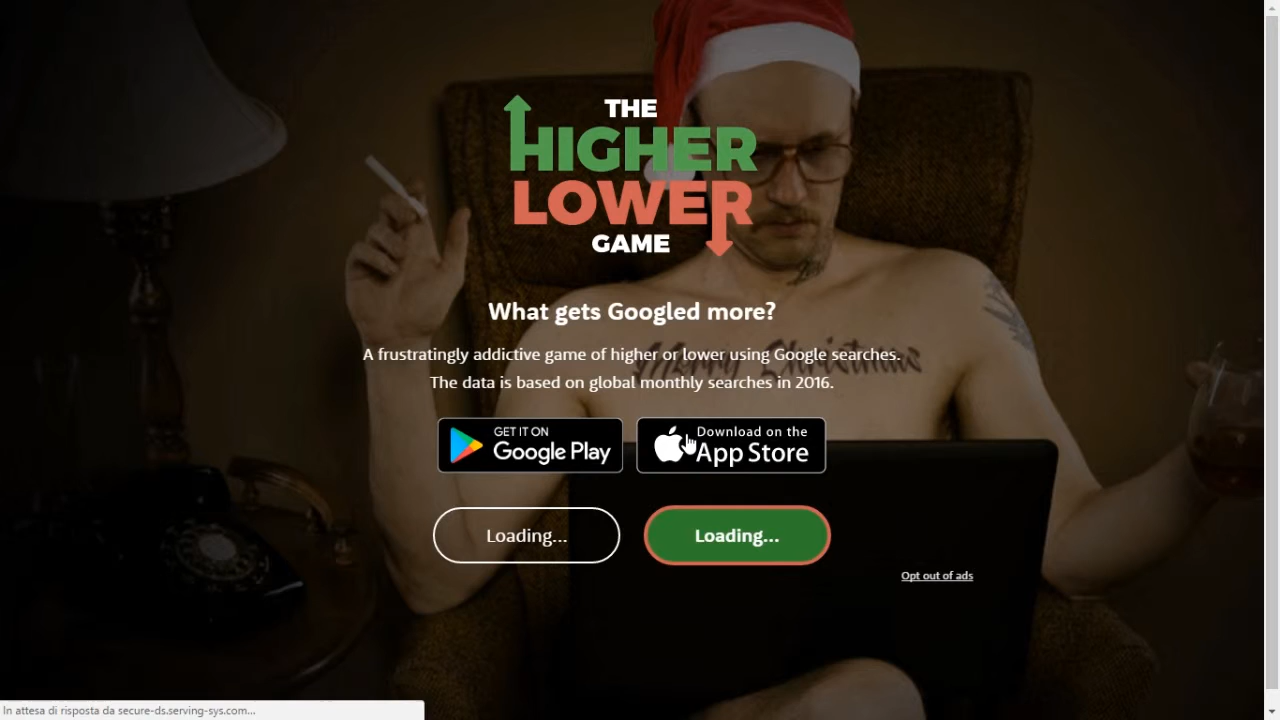 THE
HIGHER
LOWER
GAME
What gets Googled more?
A frustratingly addictive game of higher or lower using Google searches.
Merry Christmas
The data is based on global monthly searches in 2016.
GET IT ON
Google Play
Download on the
App Store
Loading...
Loading...
Opt out of ads
In attesa di risposta da secure-ds.serving-sys.com...